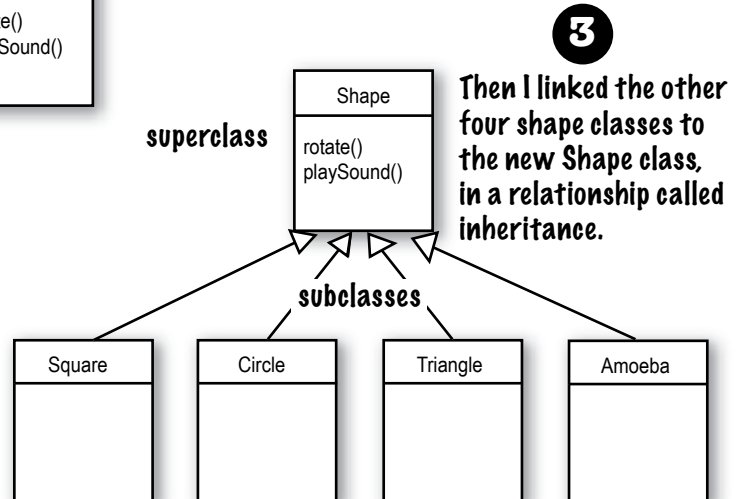 e()
Sound()
3
Then I linked the other
four shape classes to
the new Shape class,
in a relationship called
inheritance.
superclass
Shape
rotate()
playSound()
subclasses
Square
Circle
Triangle
Amoeba